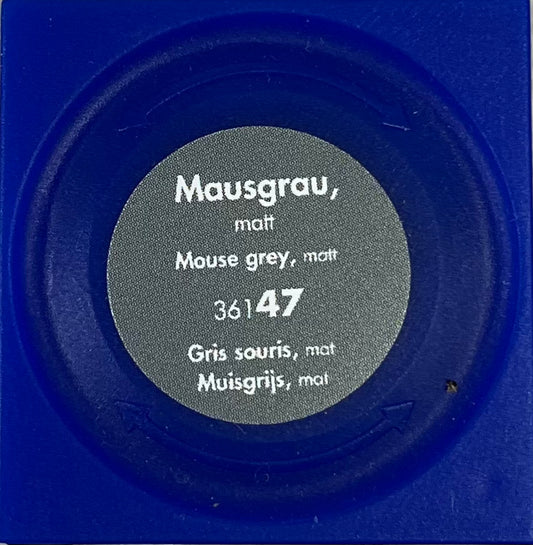 Mausgrau,
matt
Mouse grey, matt
36147
Gris souris, mat
Muisgrijs, mat